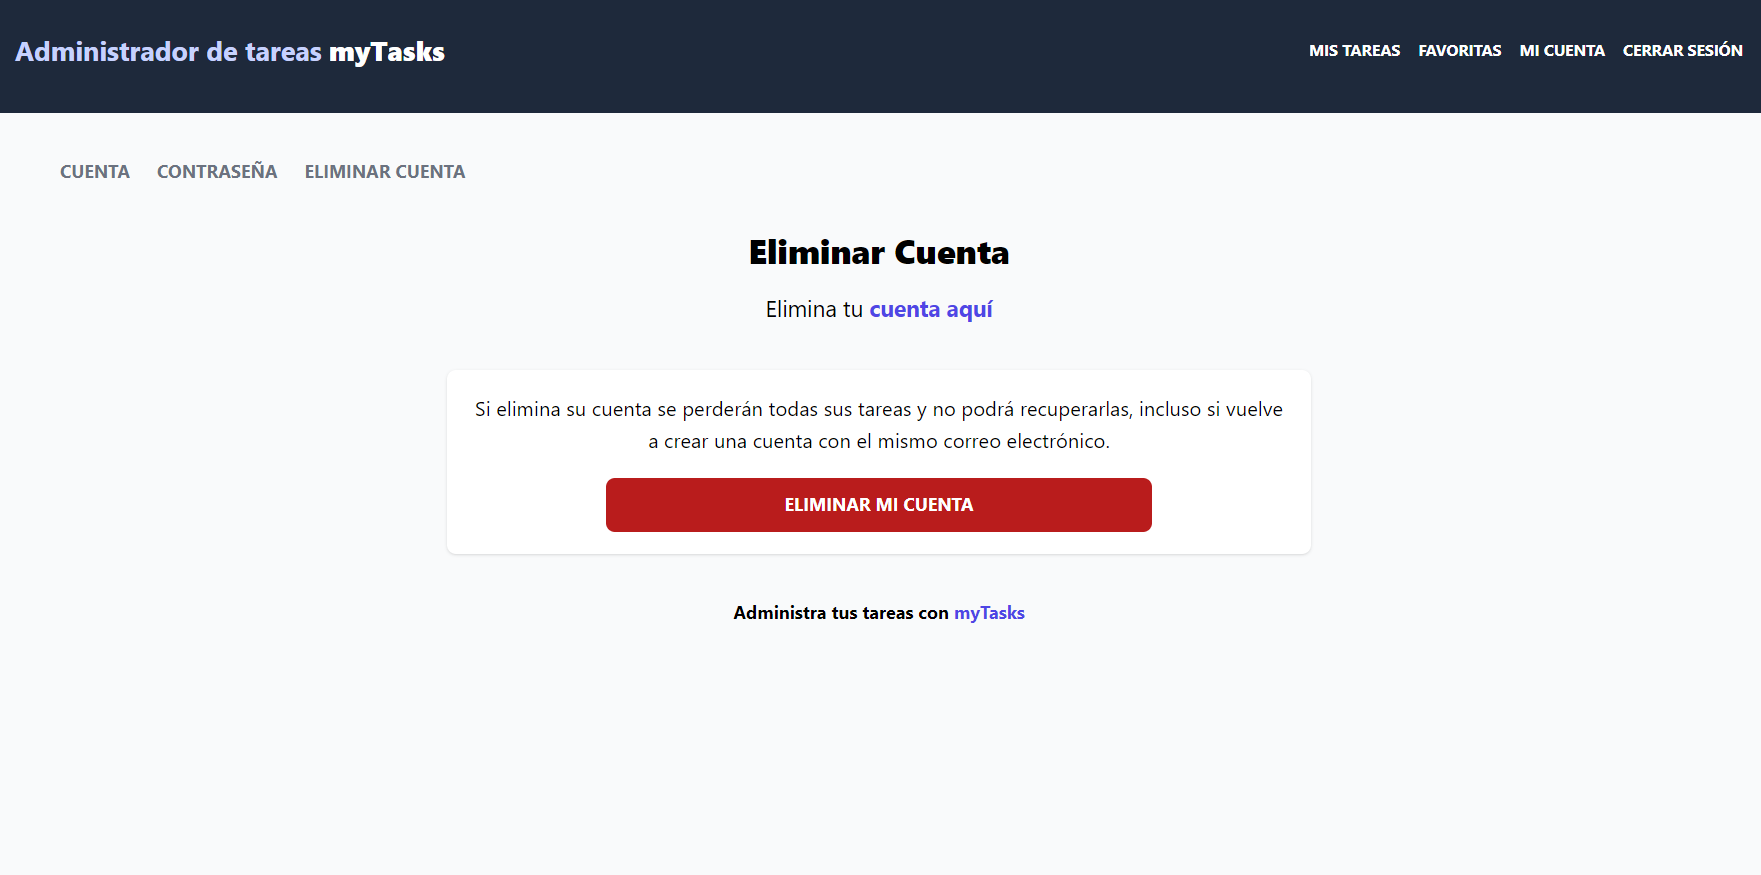 Administrador de tareas myTasks
MIS TAREAS FAVORITAS MI CUENTA CERRAR SESIÓN
CUENTA CONTRASEÑA ELIMINAR CUENTA
Eliminar Cuenta
Elimina tu cuenta aquí
Si elimina su cuenta se perderán todas sus tareas y no podrá recuperarlas, incluso si vuelve
a crear una cuenta con el mismo correo electrónico.
ELIMINAR MI CUENTA
Administra tus tareas con myTasks